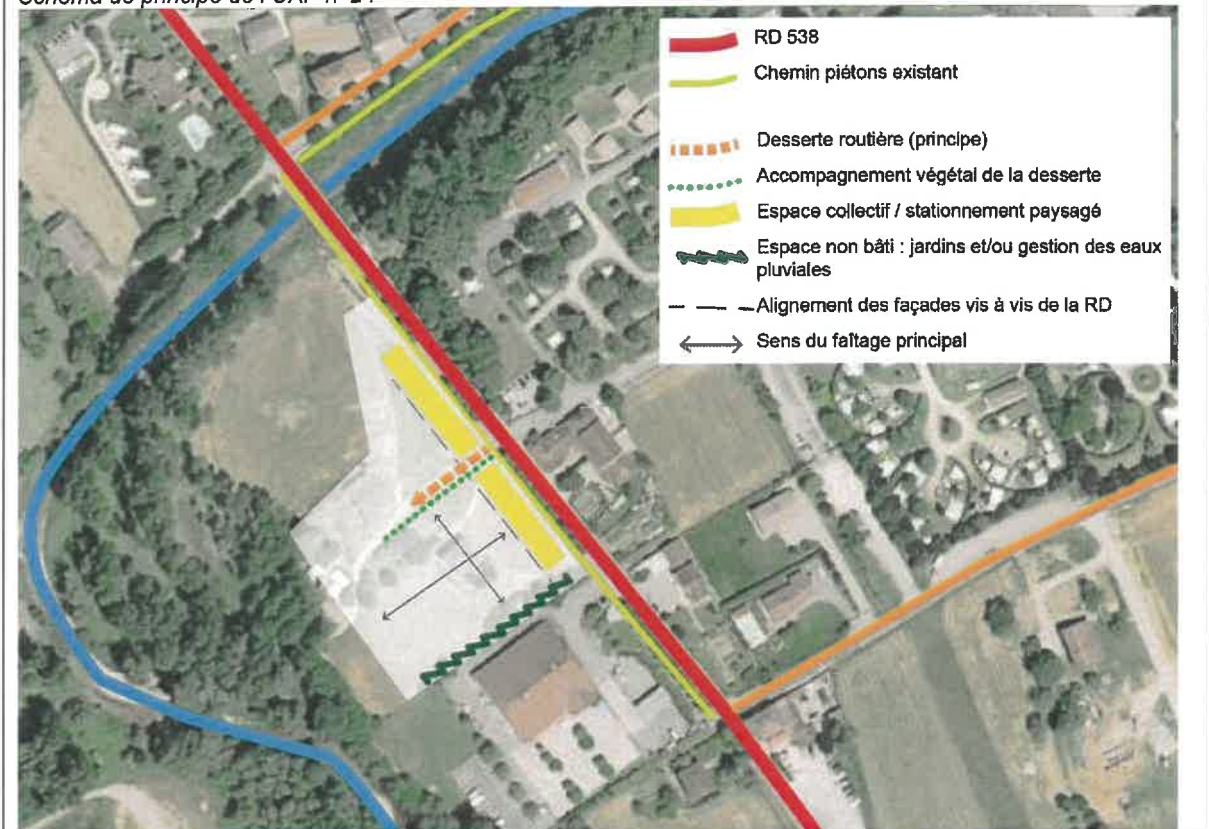 RD 538
Chemin piétons existant
Desserte routière (principe)
Accompagnement végétal de la desserte
Espace collectif / stationnement paysagé
Espace non bâti : jardins et/ou gestion des eaux
pluviales
Alignement des façades vis à vis de la RD
Sens du faîtage principal